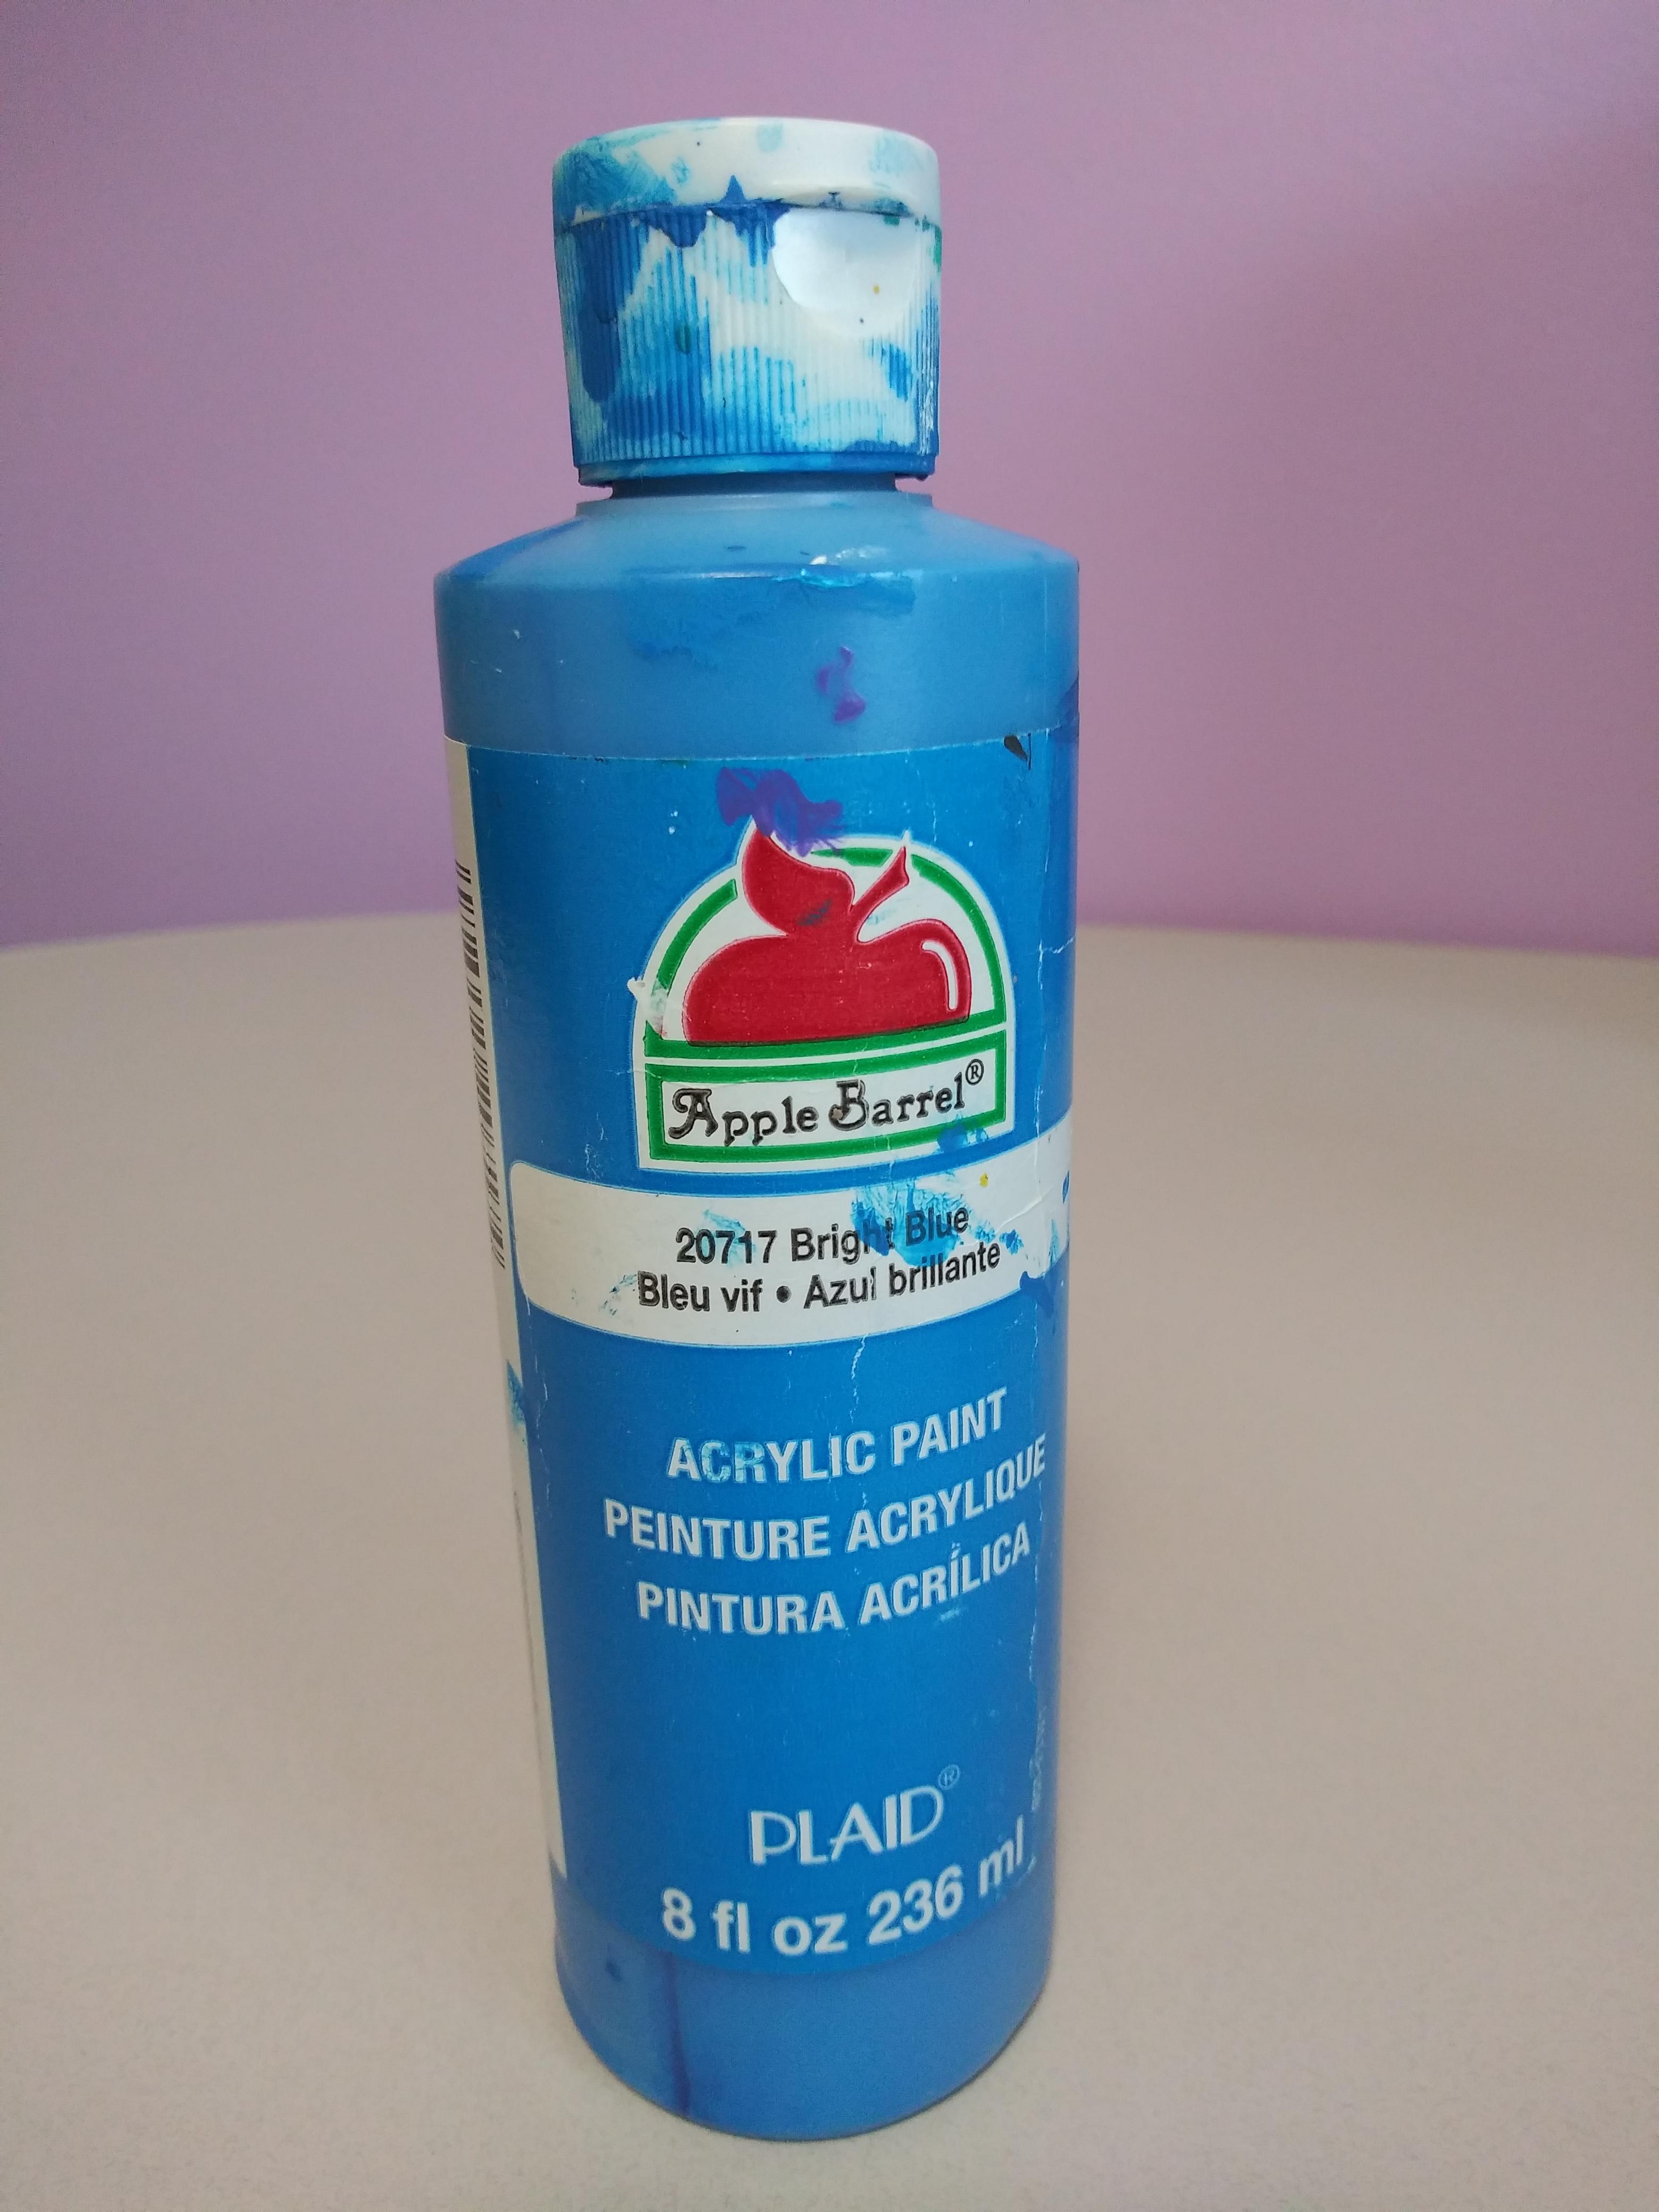 Apple Barrel®
20717 Bright Blue
Bleu vif • Azul brillante
ACRYLIC PAINT
PEINTURE ACRYLIQUE
PINTURA ACRÍLICA
PLAID®
8 fl oz 236 ml